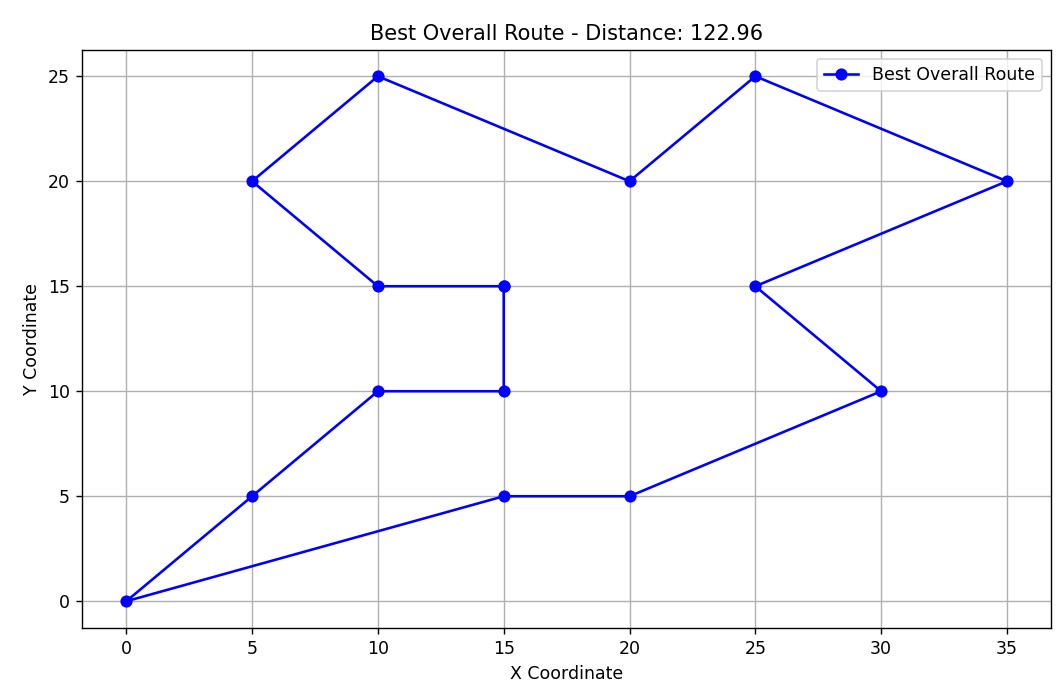 Best Overall Route - Distance: 122.96
Best Overall Route
25
20
15
10
5
0
Y Coordinate
0 5 10 15 20 25 30 35
X Coordinate